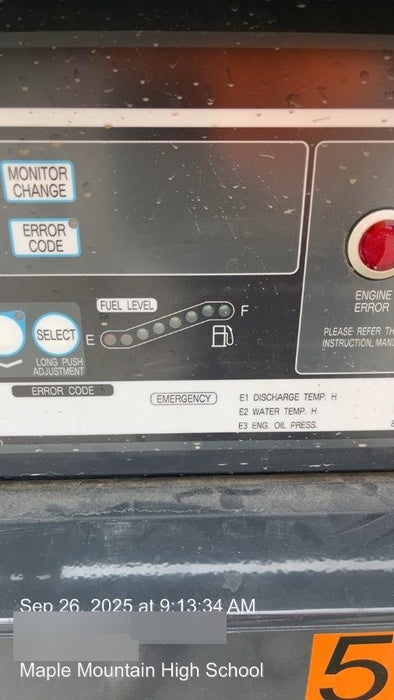 MONITOR
CHANGE
ERROR
CODE
ENGINE
ERROR
PLEASE REFER
INSTRUCTION
FUEL LEVEL
E
F
SELECT
LONG PUSH
ADJUSTMENT
ERROR CODE
EMERGENCY
E1 DISCHARGE TEMP. H
E2 WATER TEMP. H
E3 ENG. OIL PRESS.
Sep 26, 2025 at 9:13:34 AM
Maple Mountain High School
5